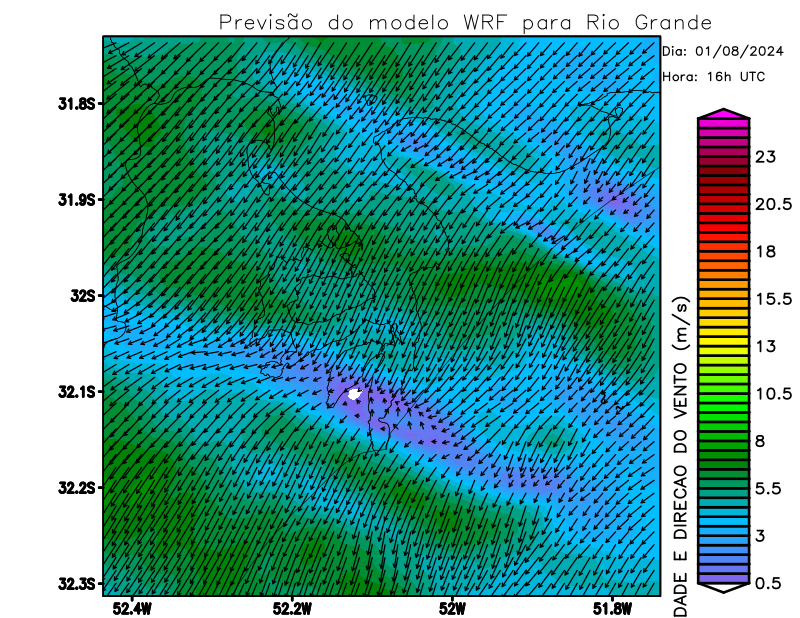 Previsão do modelo WRF para Rio Grande
Dia: 01/08/2024
Hora: 16h UTC
31.8S
31.9S
32S
32.1S
32.2S
32.3S
52.4W
52.2W
52W
51.8W
23
20.5
18
15.5
13
10.5
8
5.5
3
0.5
DADE E DIRECAO DO VENTO (m/s)